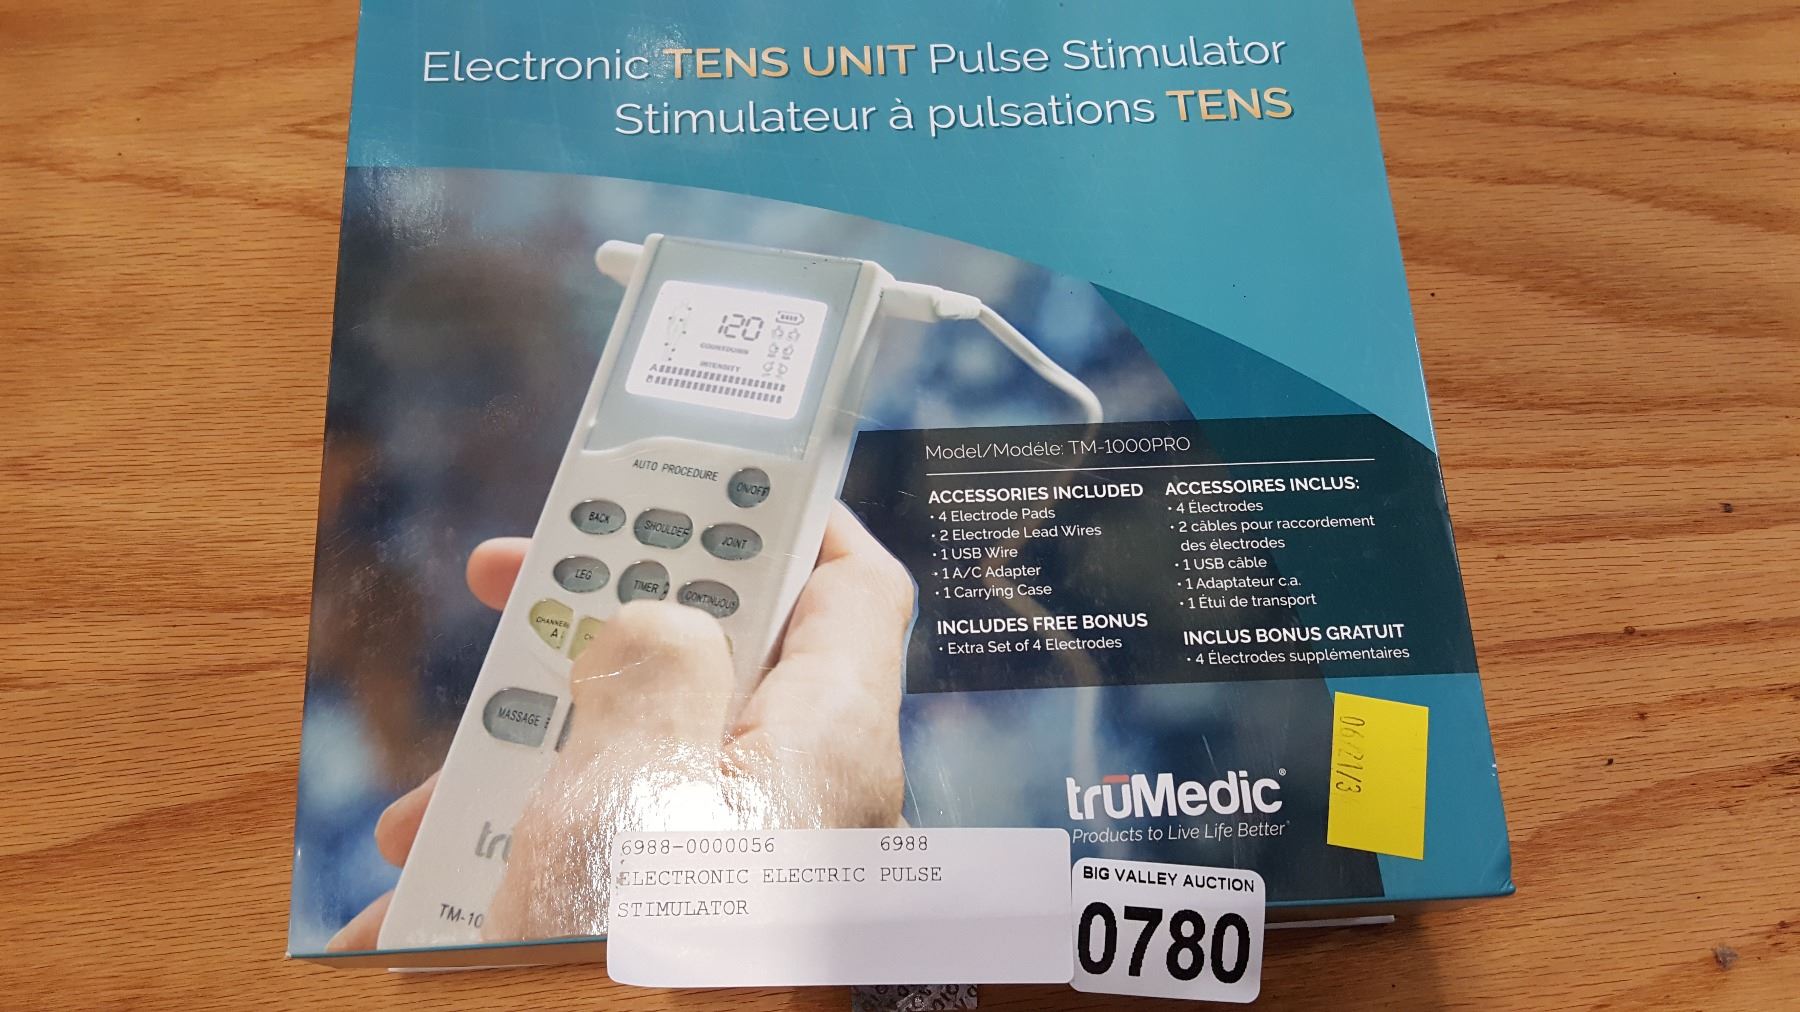 Electronic TENS UNIT Pulse Stimulator
Stimulateur à pulsations TENS
120
COUNTDOWN
INTENSITY
A
B
AUTO PROCEDURE
ON/OFF
BACK
SHOULDER
JOINT
LEG
TIMER
CONTINUOUS
CHANNEL
A
MASSAGE
TM-10
Model/Modéle: TM-1000PRO
ACCESSORIES INCLUDED
• 4 Electrode Pads
• 2 Electrode Lead Wires
• 1 USB Wire
• 1 A/C Adapter
• 1 Carrying Case
INCLUDES FREE BONUS
• Extra Set of 4 Electrodes
ACCESSOIRES INCLUS:
• 4 Électrodes
• 2 câbles pour raccordement
des électrodes
• 1 USB câble
• 1 Adaptateur c.a.
• 1 Étui de transport
INCLUS BONUS GRATUIT
• 4 Électrodes supplémentaires
06/21/3
trūMedic®
Products to Live Life Better
6988-0000056 6988
ELECTRONIC ELECTRIC PULSE
STIMULATOR
BIG VALLEY AUCTION
0780